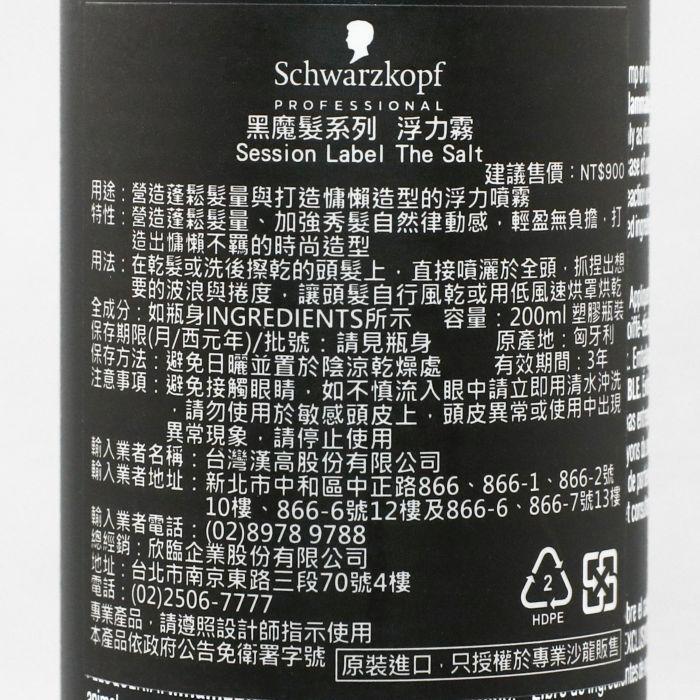 Schwarzkopf
PROFESSIONAL
黑魔髮系列 浮力霧
Session Label The Salt
建議售價：NT$900
用途：營造蓬鬆髮量與打造慵懶造型的浮力噴霧
特性：營造蓬鬆髮量、加強秀髮自然律動感，輕盈無負擔，打
造出慵懶不羈的時尚造型
用法：在乾髮或洗後擦乾的頭髮上，直接噴灑於全頭，抓捏出想
要的波浪與捲度，讓頭髮自行風乾或用低風速烘罩烘乾
全成分：如瓶身INGREDIENTS所示 容量：200ml 塑膠瓶裝
保存期限(月/西元年)/批號：請見瓶身 原產地：匈牙利
保存方法：避免日曬並置於陰涼乾燥處 有效期間：3年
注意事項：避免接觸眼睛，如不慎流入眼中請立即用清水沖洗
，請勿使用於敏感頭皮上，頭皮異常或使用中出現
異常現象，請停止使用
輸入業者名稱：台灣漢高股份有限公司
輸入業者地址：新北市中和區中正路866、866-1、866-2號
10樓、866-6號12樓及866-6、866-7號13樓
輸入業者電話：(02)8978 9788
總經銷：欣臨企業股份有限公司
地址：台北市南京東路三段70號4樓
電話：(02)2506-7777
專業產品，請遵照設計師指示使用
本產品依政府公告免衛署字號
原裝進口，只授權於專業沙龍販售
2
HDPE